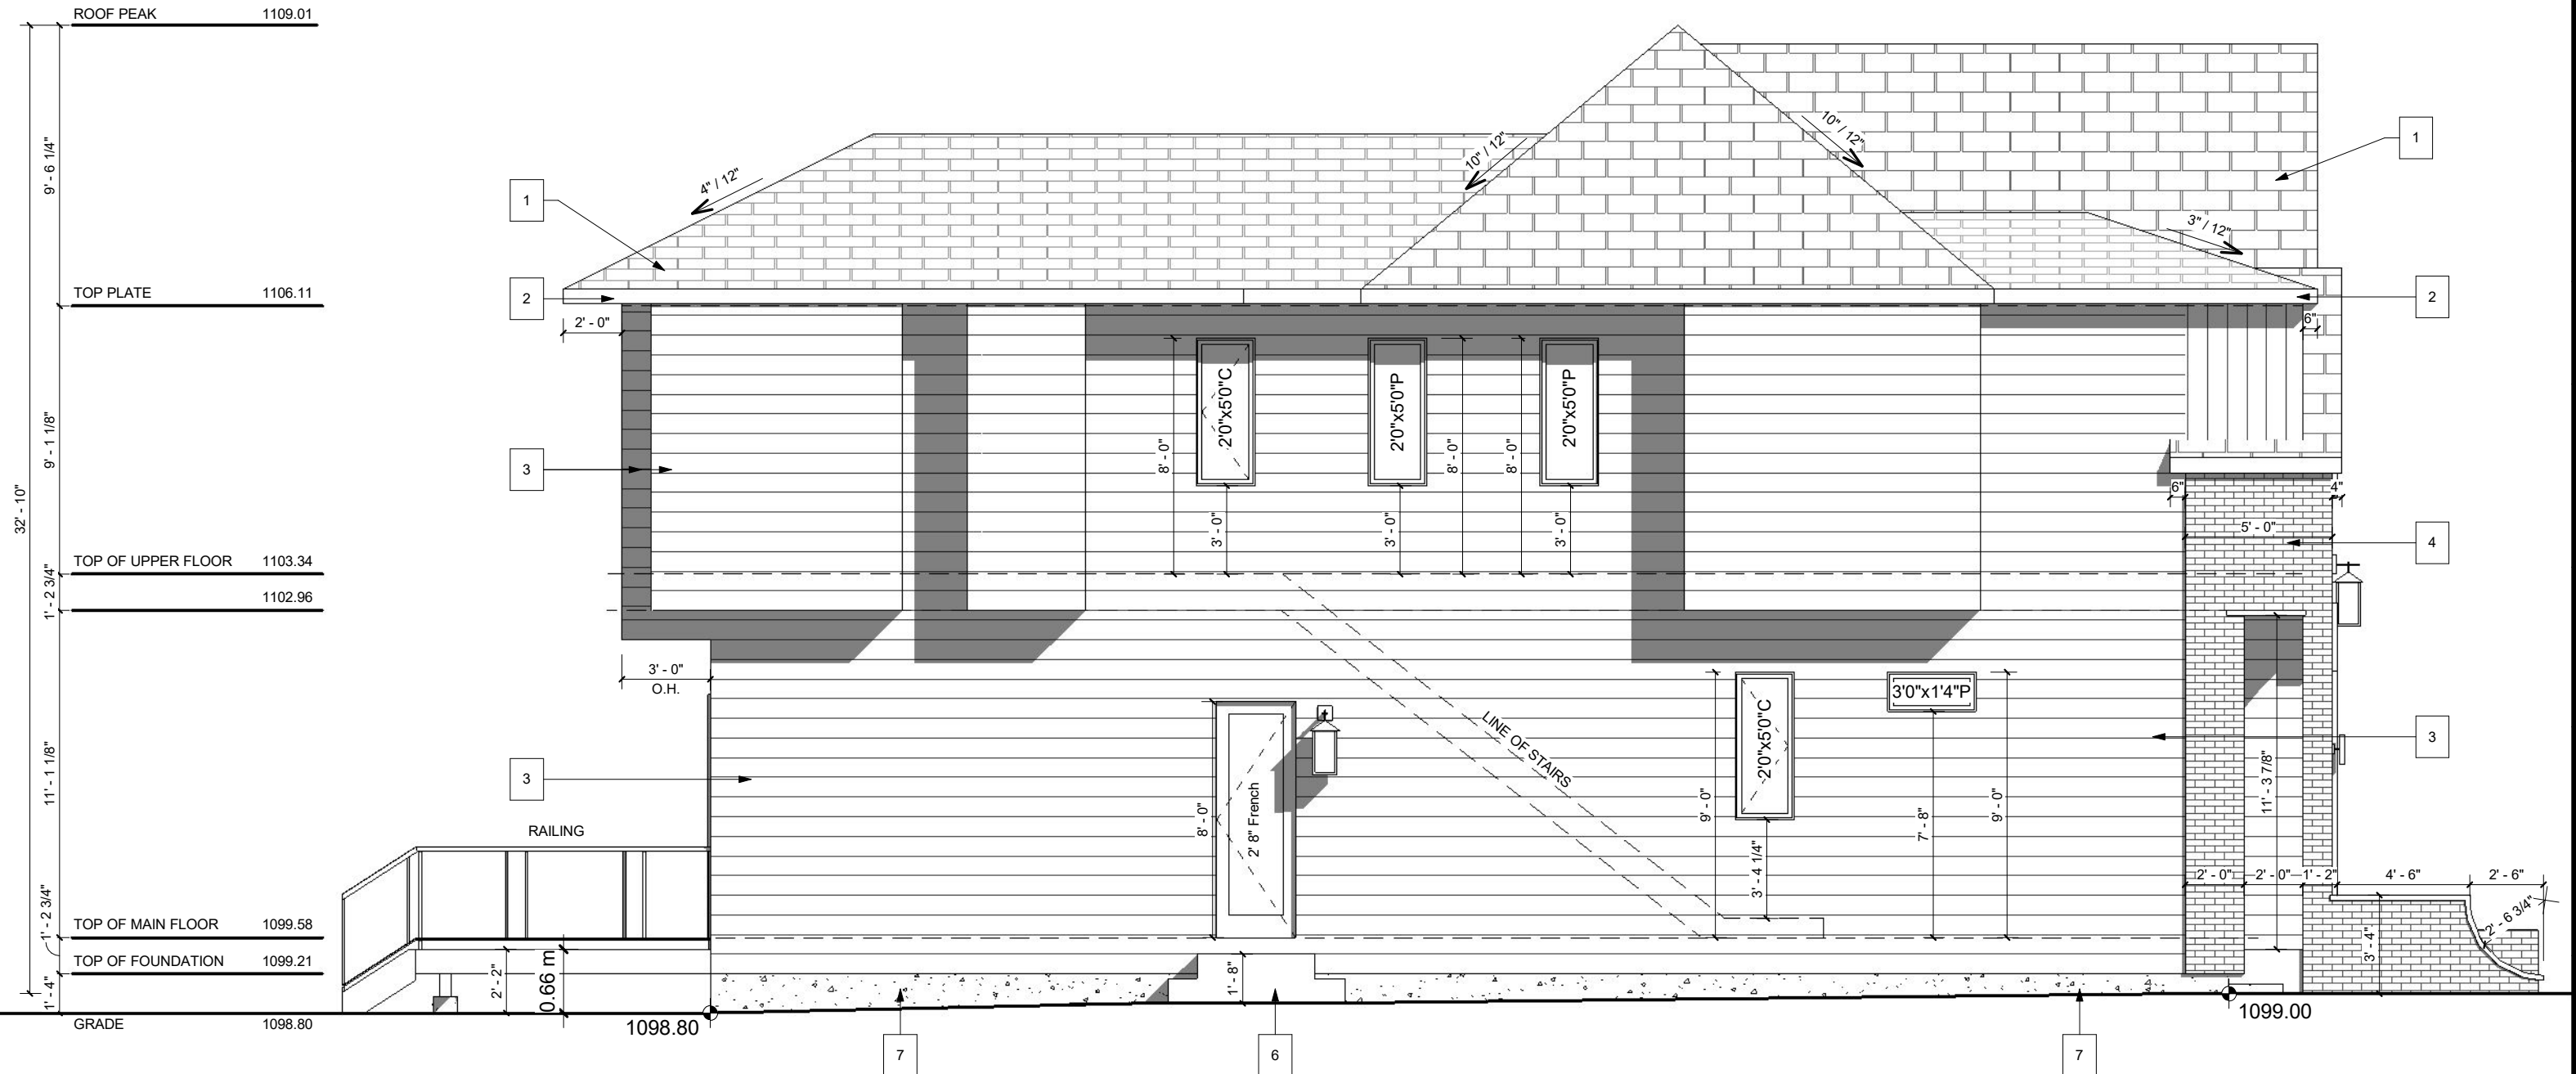 ROOF PEAK 1109.01
9' - 6 1/4"
TOP PLATE 1106.11
9' - 1 1/8"
32' - 10"
TOP OF UPPER FLOOR 1103.34
1' - 2 3/4"
1102.96
11' - 1 1/8"
TOP OF MAIN FLOOR 1099.58
1' - 2 3/4"
TOP OF FOUNDATION 1099.21
1' - 4"
GRADE 1098.80
1
4" / 12"
10" / 12"
10" / 12"
3" / 12"
1
2
2
2' - 0"
6"
3
2'0"x5'0"C
2'0"x5'0"P
2'0"x5'0"P
8' - 0"
8' - 0"
8' - 0"
3' - 0"
3' - 0"
3' - 0"
6"
4"
5' - 0"
4
3' - 0"
O.H.
3
8' - 0"
2' 8" French
LINE OF STAIRS
9' - 0"
2'0"x5'0"C
3' - 4 1/4"
3'0"x1'4"P
7' - 8"
9' - 0"
3
11' - 3 7/8"
RAILING
2' - 0"
2' - 0"
1' - 2"
4' - 6"
2' - 6"
2' - 6 3/4"
3' - 4"
2' - 2"
0.66 m
1' - 8"
1098.80
1099.00
7
6
7